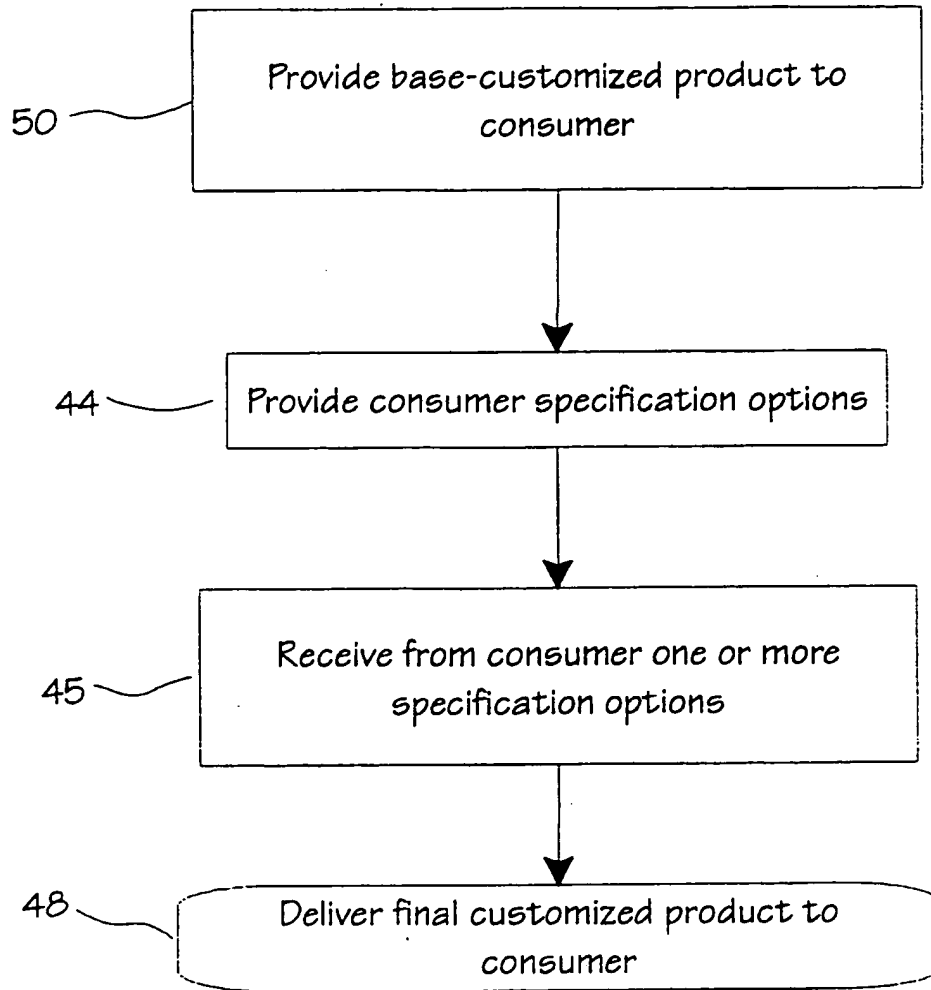 50
Provide base-customized product to
consumer
44
Provide consumer specification options
45
Receive from consumer one or more
specification options
48
Deliver final customized product to
consumer